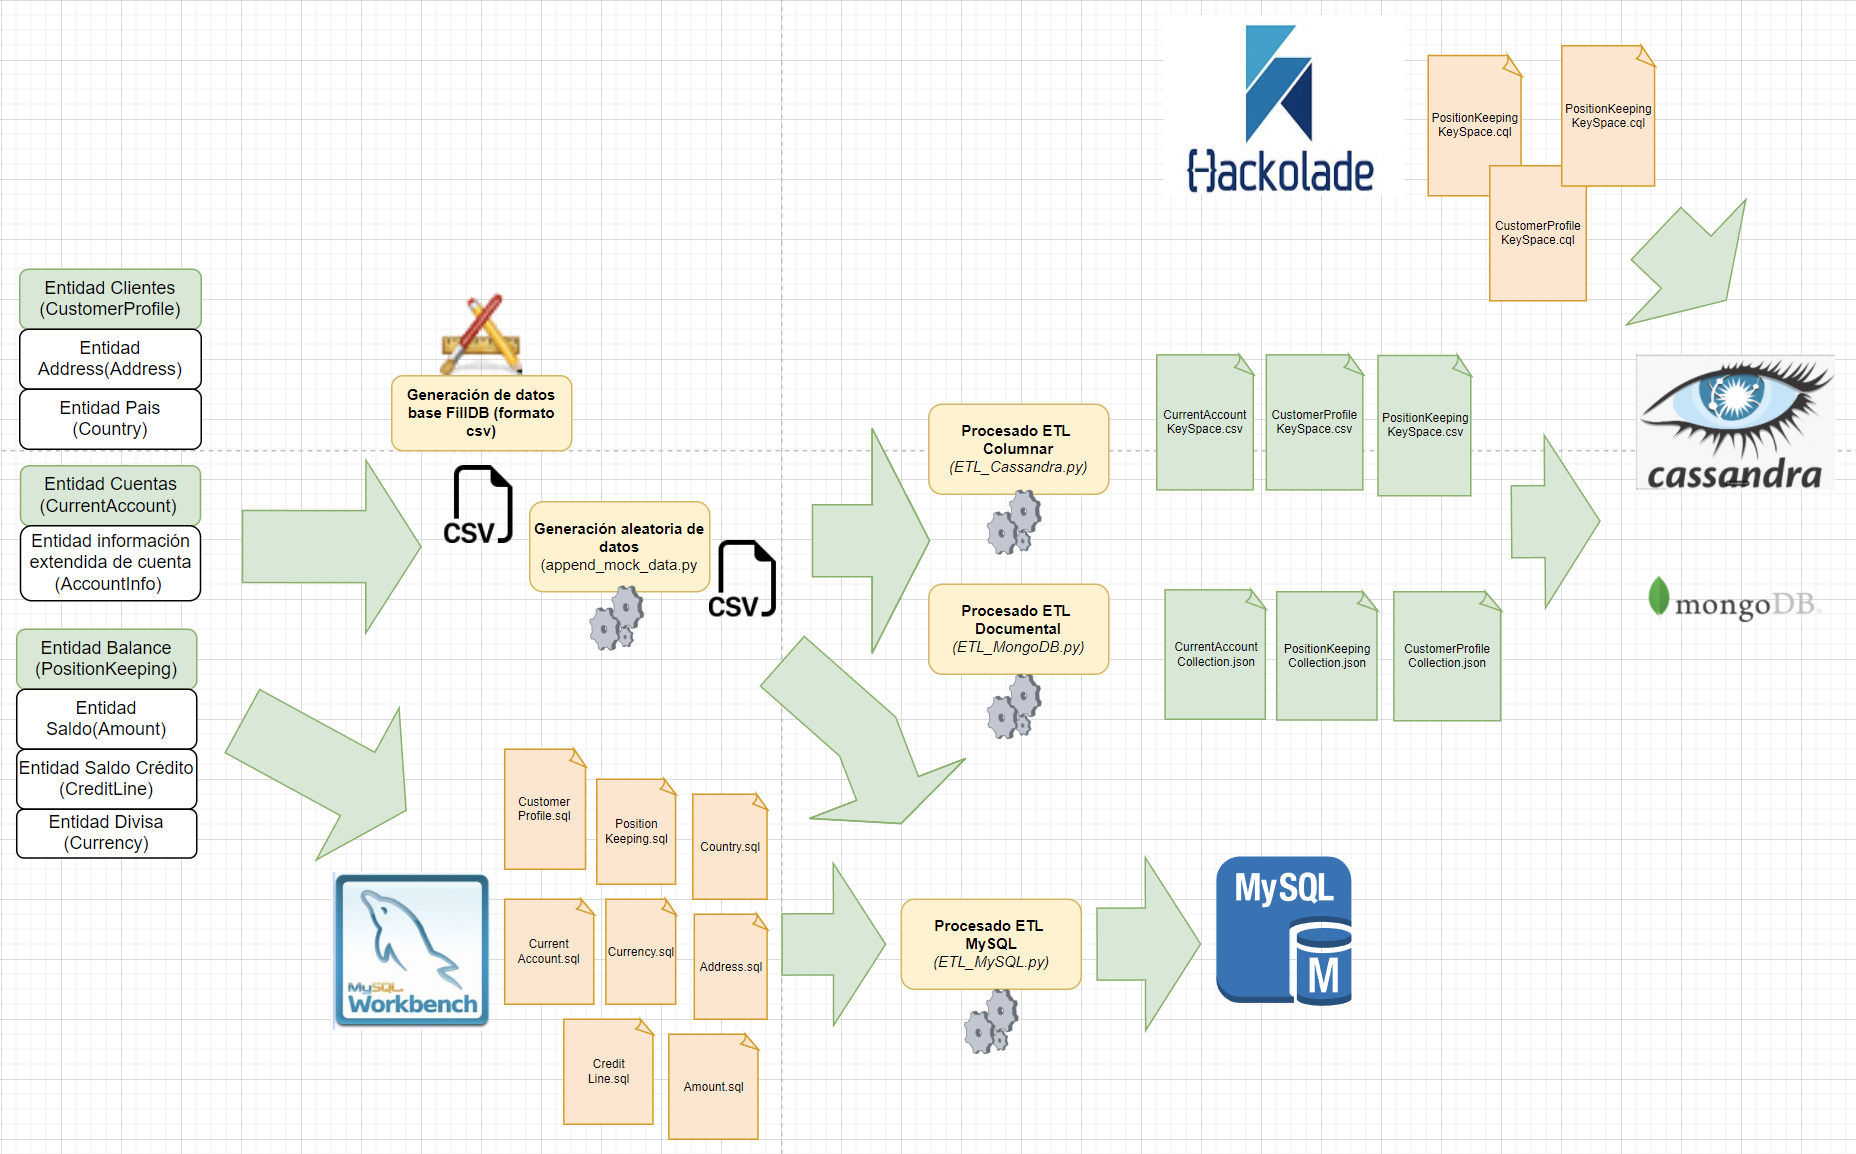 Hackolade
PositionKeeping
KeySpace.cql
PositionKeeping
KeySpace.cql
CustomerProfile
KeySpace.cql
Entidad Clientes
(CustomerProfile)
Entidad
Address(Address)
Entidad Pais
(Country)
Entidad Cuentas
(CurrentAccount)
Entidad información
extendida de cuenta
(AccountInfo)
Entidad Balance
(PositionKeeping)
Entidad
Saldo(Amount)
Entidad Saldo Crédito
(CreditLine)
Entidad Divisa
(Currency)
Generación de datos
base FillDB (formato
csv)
CSV
Generación aleatoria de
datos
(append_mock_data.py
CSV
Procesado ETL
Columnar
(ETL_Cassandra.py)
Procesado ETL
Documental
(ETL_MongoDB.py)
CurrentAccount
KeySpace.csv
CustomerProfile
KeySpace.csv
PositionKeeping
KeySpace.csv
cassandra
CurrentAccount
Collection.json
PositionKeeping
Collection.json
CustomerProfile
Collection.json
mongoDB
MySQL
Workbench
Customer
Profile.sql
Position
Keeping.sql
Country.sql
Current
Account.sql
Currency.sql
Address.sql
Credit
Line.sql
Amount.sql
Procesado ETL
MySQL
(ETL_MySQL.py)
MySQL
M